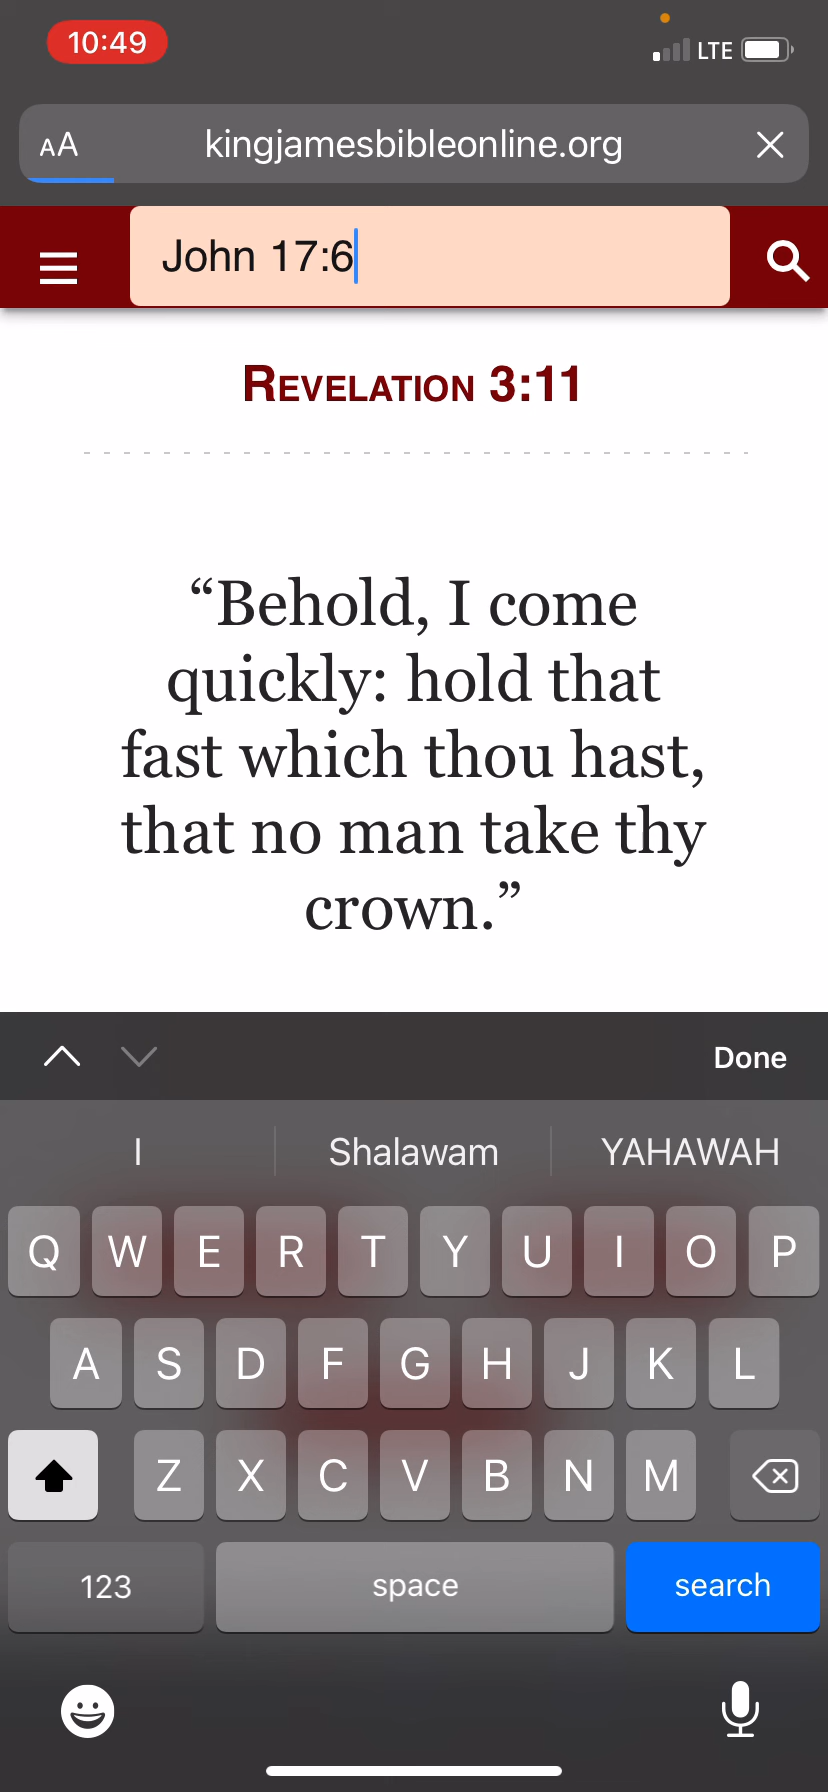 10:49
LTE
AA
kingjamesbibleonline.org
John 17:6
REVELATION 3:11
“Behold, I come
quickly: hold that
fast which thou hast,
that no man take thy
crown.”
Done
I Shalawam YAHAWAH
Q W E R T Y U I O P
A S D F G H J K L
Z X C V B N M
123 space search